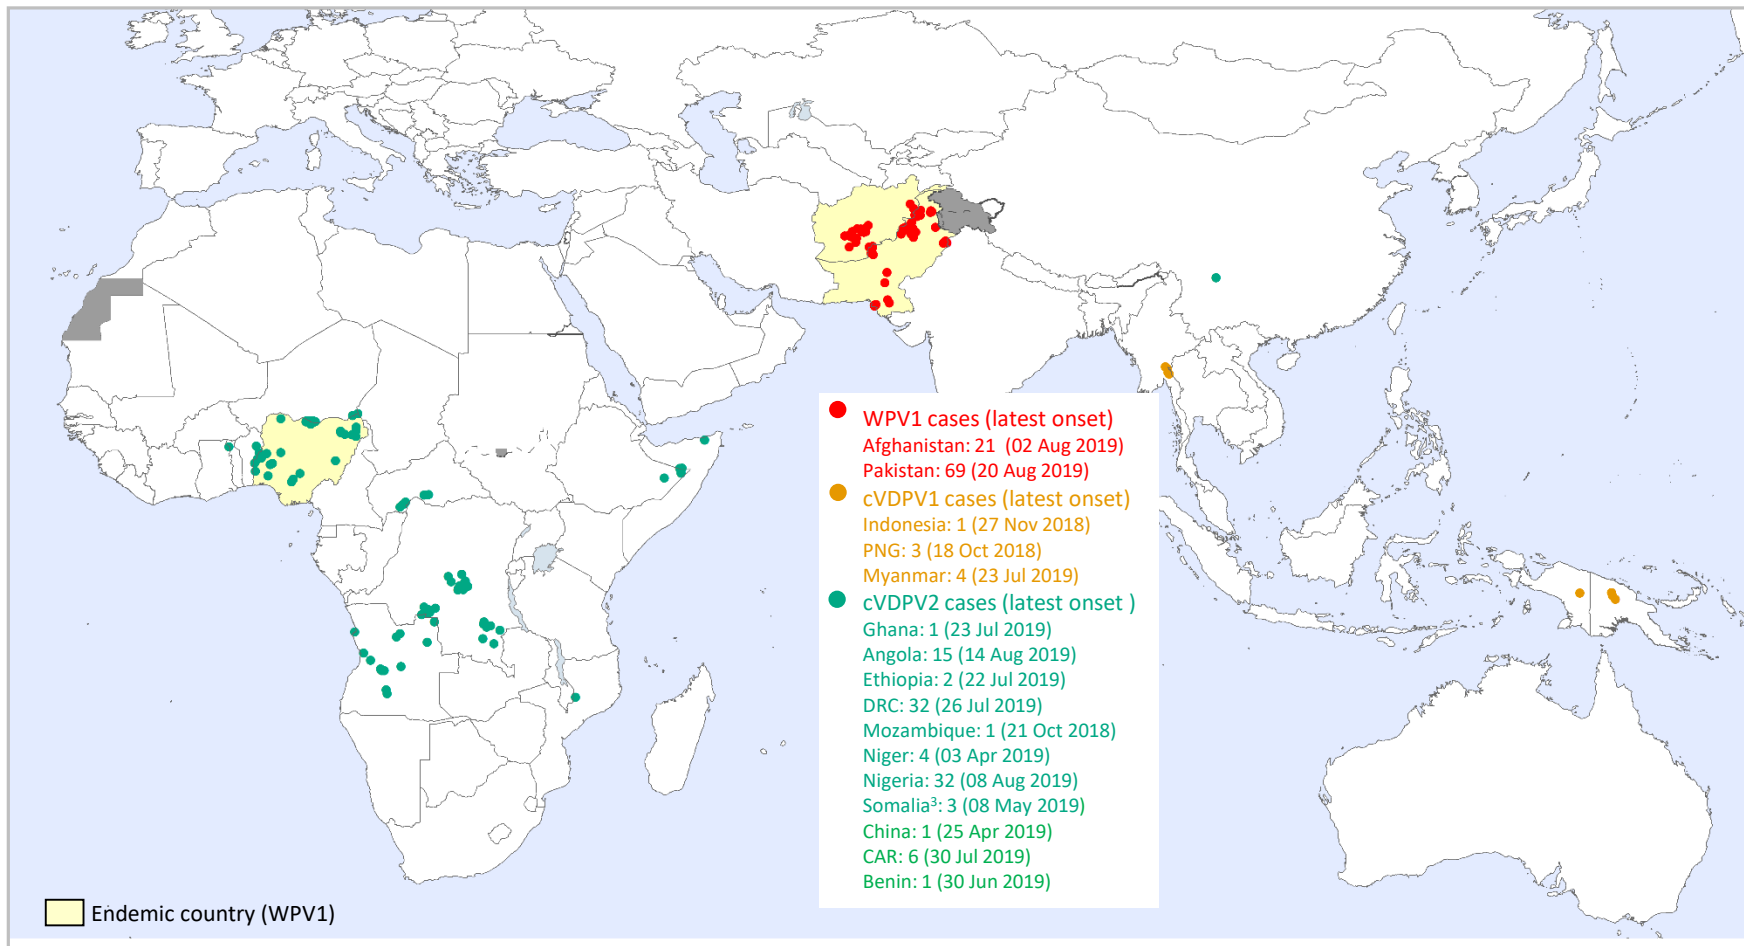 WPV1 cases (latest onset)
Afghanistan: 21  (02 Aug 2019)
Pakistan: 69 (20 Aug 2019)
cVDPV1 cases (latest onset)
Indonesia: 1 (27 Nov 2018)
PNG: 3 (18 Oct 2018)
Myanmar: 4 (23 Jul 2019)
cVDPV2 cases (latest onset )
Ghana: 1 (23 Jul 2019)
Angola: 15 (14 Aug 2019)
Ethiopia: 2 (22 Jul 2019)
DRC: 32 (26 Jul 2019)
Mozambique: 1 (21 Oct 2018)
Niger: 4 (03 Apr 2019)
Nigeria: 32 (08 Aug 2019)
Somalia³: 3 (08 May 2019)
China: 1 (25 Apr 2019)
CAR: 6 (30 Jul 2019)
Benin: 1 (30 Jun 2019)
Endemic country (WPV1)